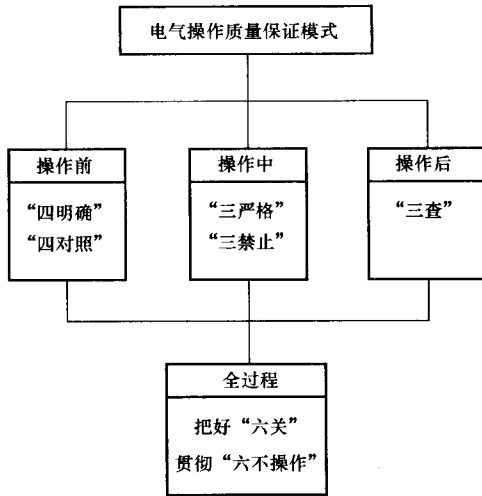 电气操作质量保证模式
操作前
“四明确”
“四对照”
操作中
“三严格”
“三禁止”
操作后
“三查”
全过程
把好“六关”
贯彻“六不操作”